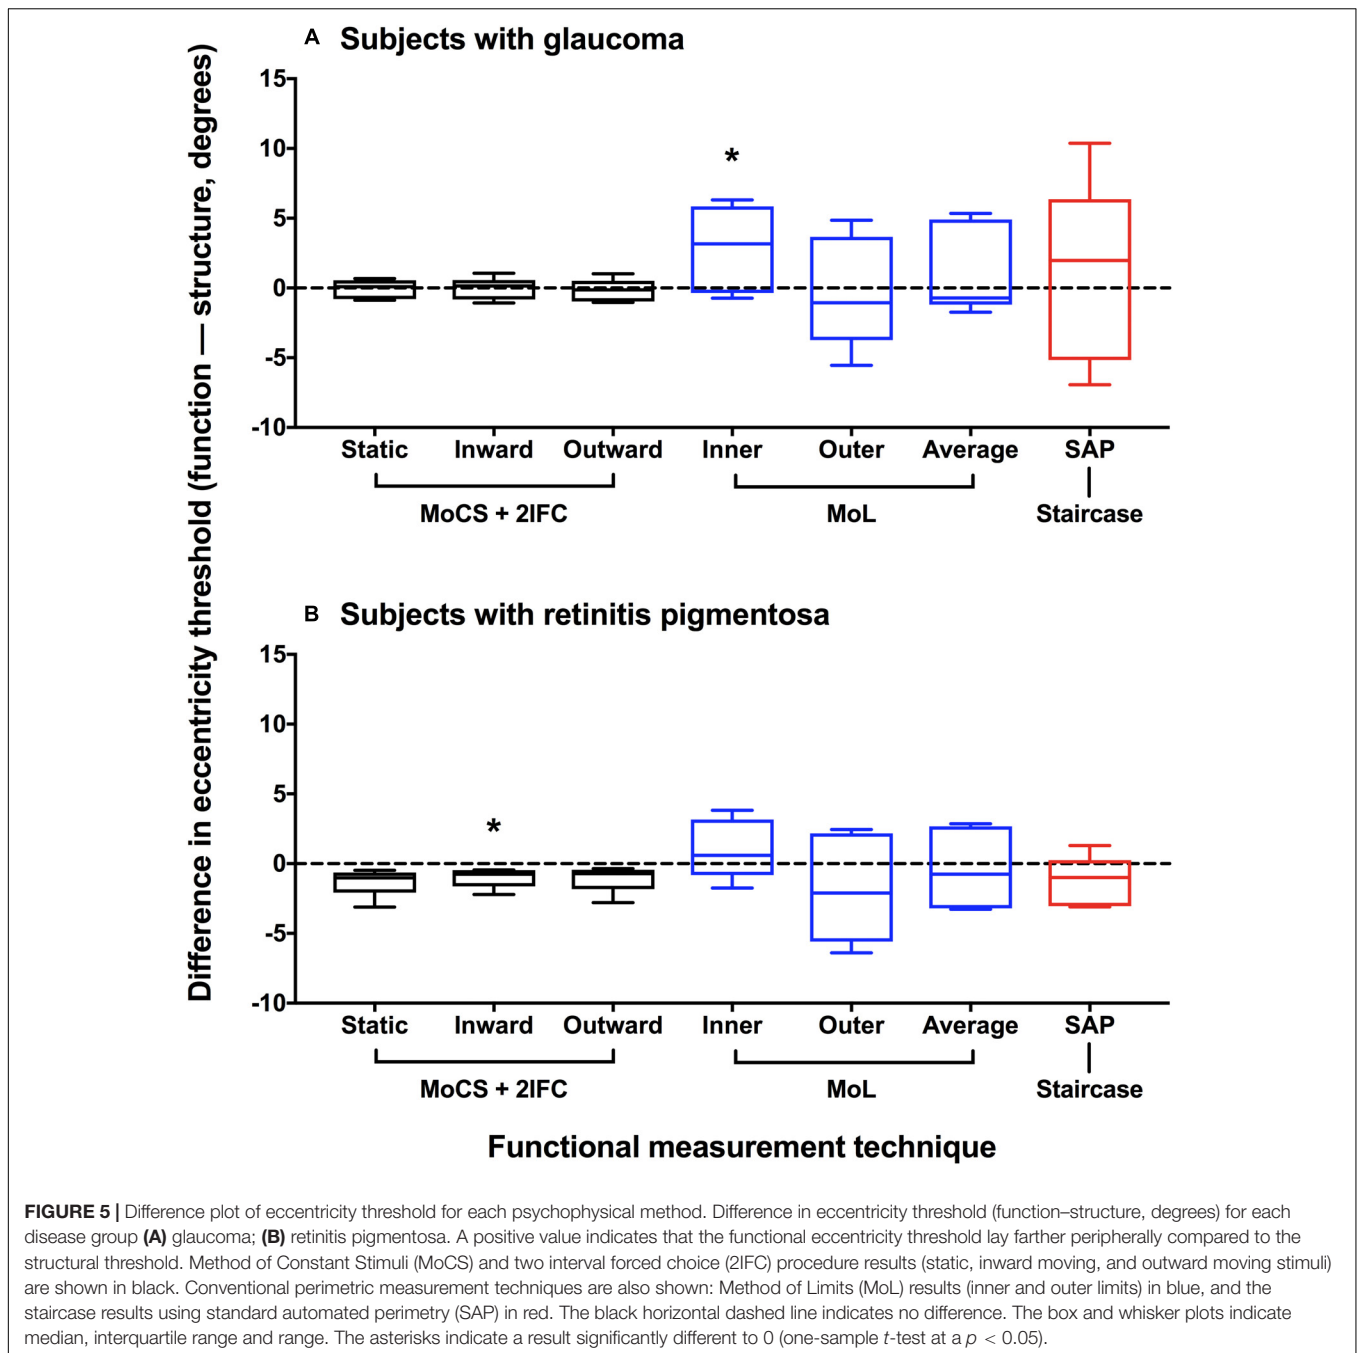 A Subjects with glaucoma
Difference in eccentricity threshold (function — structure, degrees)
15
10
5
0
-5
-10
*
Static Inward Outward Inner Outer Average SAP
MoCS + 2IFC MoL Staircase
B Subjects with retinitis pigmentosa
15
10
5
0
-5
-10
*
Static Inward Outward Inner Outer Average SAP
MoCS + 2IFC MoL Staircase
Functional measurement technique
FIGURE 5 | Difference plot of eccentricity threshold for each psychophysical method. Difference in eccentricity threshold (function–structure, degrees) for each
disease group (A) glaucoma; (B) retinitis pigmentosa. A positive value indicates that the functional eccentricity threshold lay farther peripherally compared to the
structural threshold. Method of Constant Stimuli (MoCS) and two interval forced choice (2IFC) procedure results (static, inward moving, and outward moving stimuli)
are shown in black. Conventional perimetric measurement techniques are also shown: Method of Limits (MoL) results (inner and outer limits) in blue, and the
staircase results using standard automated perimetry (SAP) in red. The black horizontal dashed line indicates no difference. The box and whisker plots indicate
median, interquartile range and range. The asterisks indicate a result significantly different to 0 (one-sample t-test at a p < 0.05).